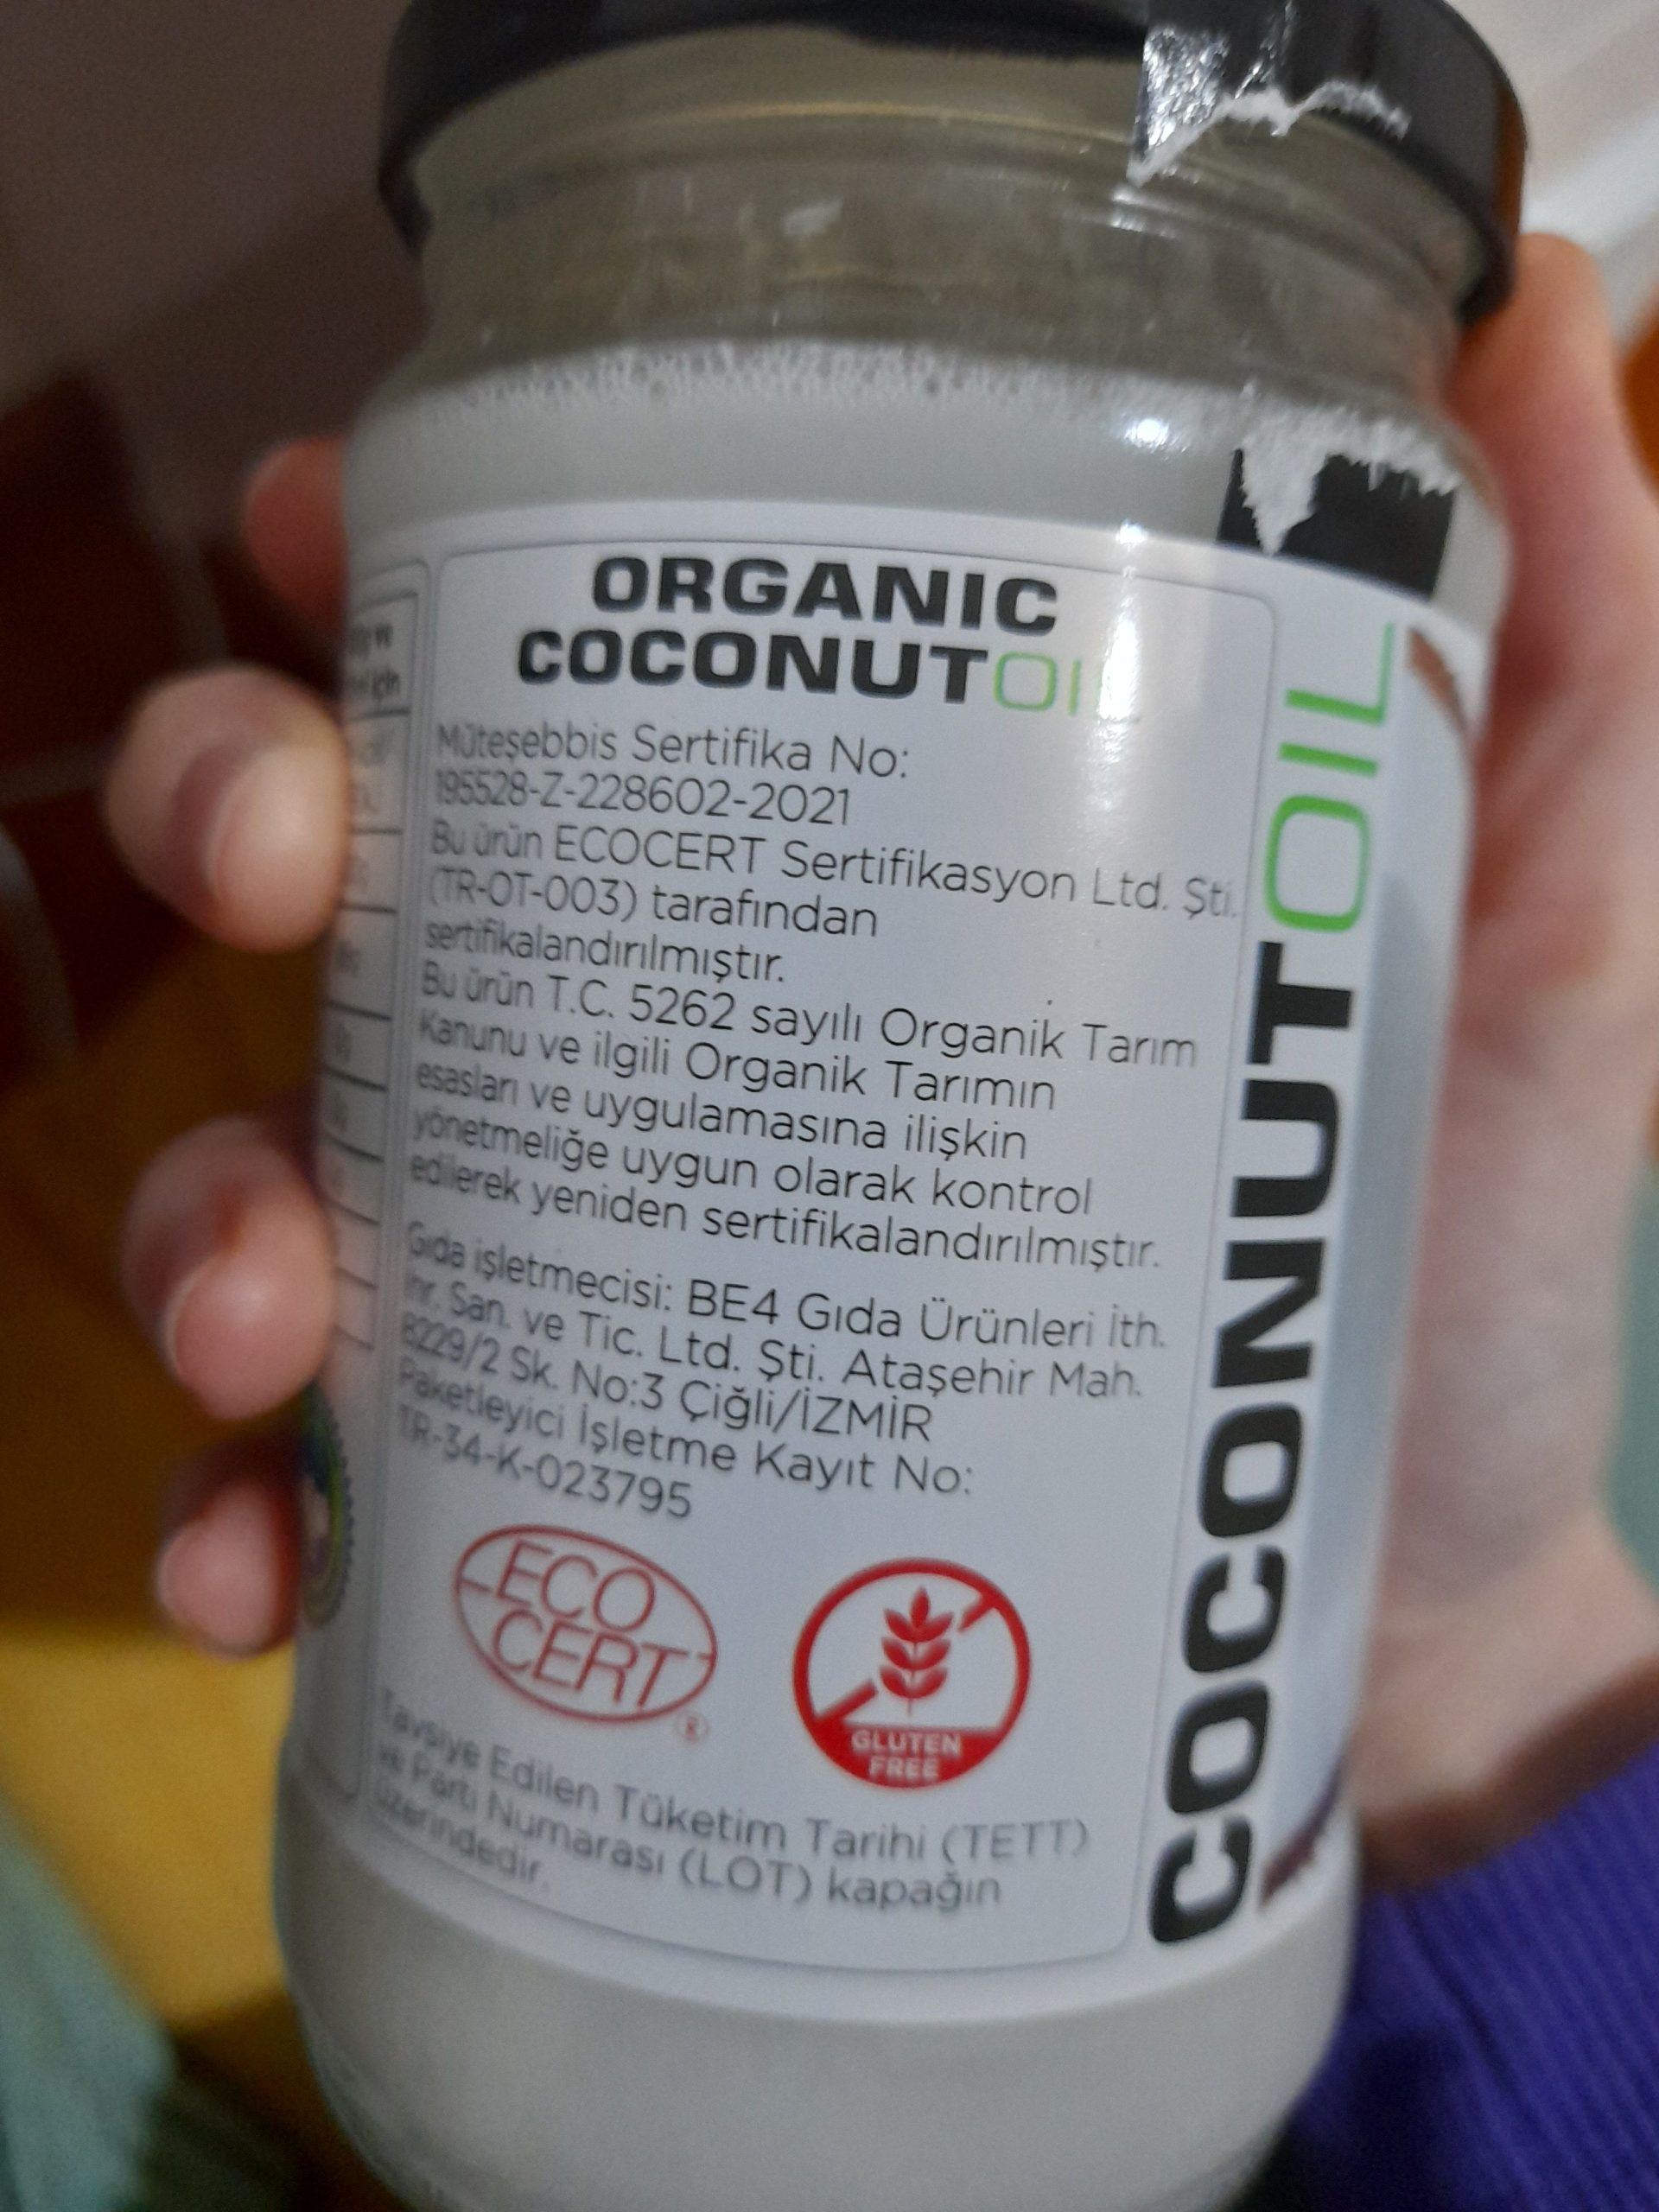 ORGANIC
COCONUTOIL
Müteşebbis Sertifika No:
195528-Z-228602-2021
Bu ürün ECOCERT Sertifikasyon Ltd. Şti.
(TR-OT-003) tarafından
sertifikalandırılmıştır.
Bu ürün T.C. 5262 sayılı Organik Tarım
Kanunu ve ilgili Organik Tarımın
esasları ve uygulamasına ilişkin
yönetmeliğe uygun olarak kontrol
edilerek yeniden sertifikalandırılmıştır.
Gıda işletmecisi: BE4 Gıda Ürünleri İth.
İhr. San. ve Tic. Ltd. Şti. Ataşehir Mah.
8229/2 Sk. No:3 Çiğli/İZMİR
Paketleyici İşletme Kayıt No:
TR-34-K-023795
ECO
CERT
®
GLUTEN
FREE
Tavsiye Edilen Tüketim Tarihi (TETT)
ve Parti Numarası (LOT) kapağın
üzerindedir.
COCONUTOIL